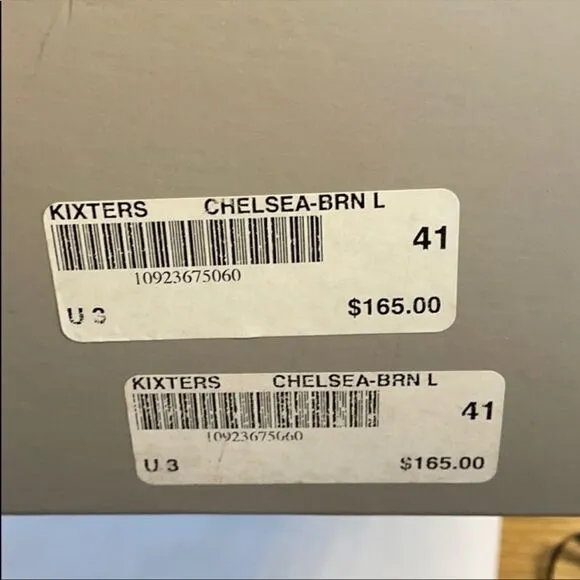 KIXTERS CHELSEA-BRN L
41
10923675060
U 3
$165.00
KIXTERS CHELSEA-BRN L
41
10923675060
U 3
$165.00